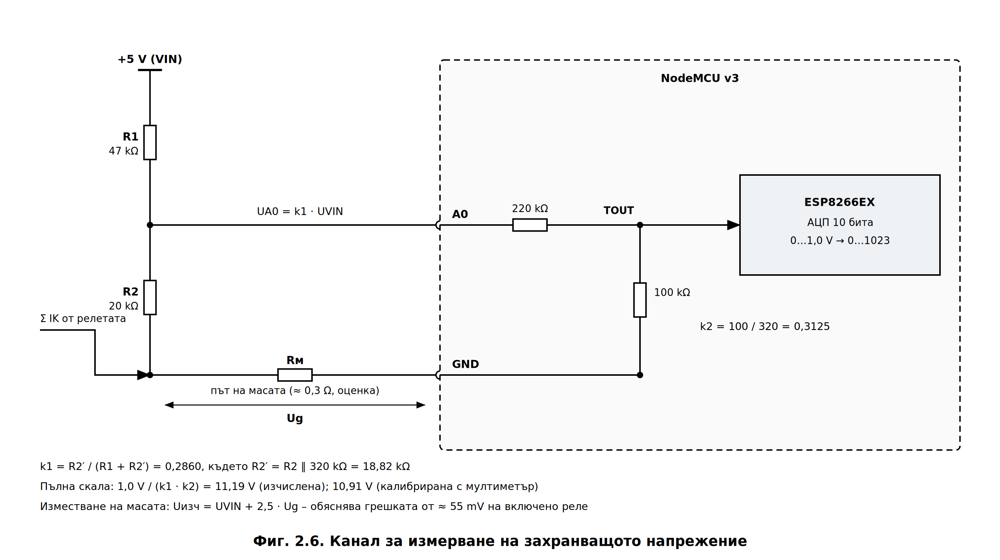 +5 V (VIN)
NodeMCU v3
R1
47 kΩ
UA0 = k1 · UVIN
A0
220 kΩ
TOUT
ESP8266EX
АЦП 10 бита
0…1,0 V → 0…1023
R2
20 kΩ
100 kΩ
Σ IK от релетата
k2 = 100 / 320 = 0,3125
Rм
GND
път на масата (≈ 0,3 Ω, оценка)
Ug
k1 = R2′ / (R1 + R2′) = 0,2860, където R2′ = R2 ∥ 320 kΩ = 18,82 kΩ
Пълна скала: 1,0 V / (k1 · k2) = 11,19 V (изчислена); 10,91 V (калибрирана с мултиметър)
Изместване на масата: Uизч = UVIN + 2,5 · Ug – обяснява грешката от ≈ 55 mV на включено реле
Фиг. 2.6. Канал за измерване на захранващото напрежение